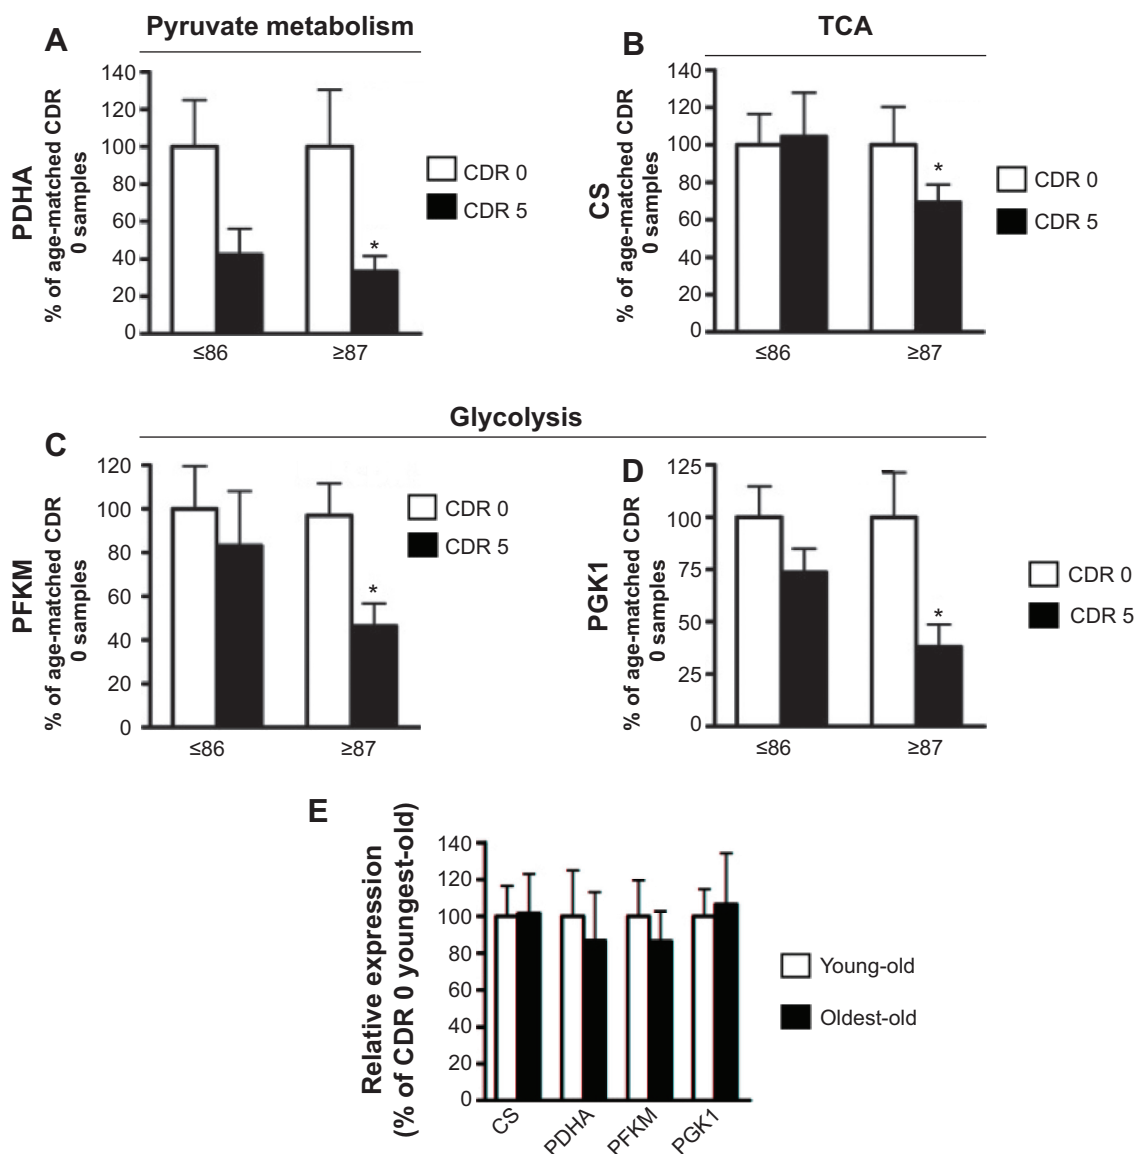 A
Pyruvate metabolism
PDHA
% of age-matched CDR
0 samples
140
120
100
80
60
40
20
0
*
≤86
≥87
CDR 0
CDR 5
B
TCA
CS
% of age-matched CDR
0 samples
140
120
100
80
60
40
20
0
*
≤86
≥87
CDR 0
CDR 5
Glycolysis
C
PFKM
% of age-matched CDR
0 samples
120
100
80
60
40
20
0
*
≤86
≥87
CDR 0
CDR 5
D
PGK1
% of age-matched CDR
0 samples
125
100
75
50
25
0
*
≤86
≥87
CDR 0
CDR 5
E
Relative expression
(% of CDR 0 youngest-old)
140
120
100
80
60
40
20
0
CS
PDHA
PFKM
PGK1
Young-old
Oldest-old